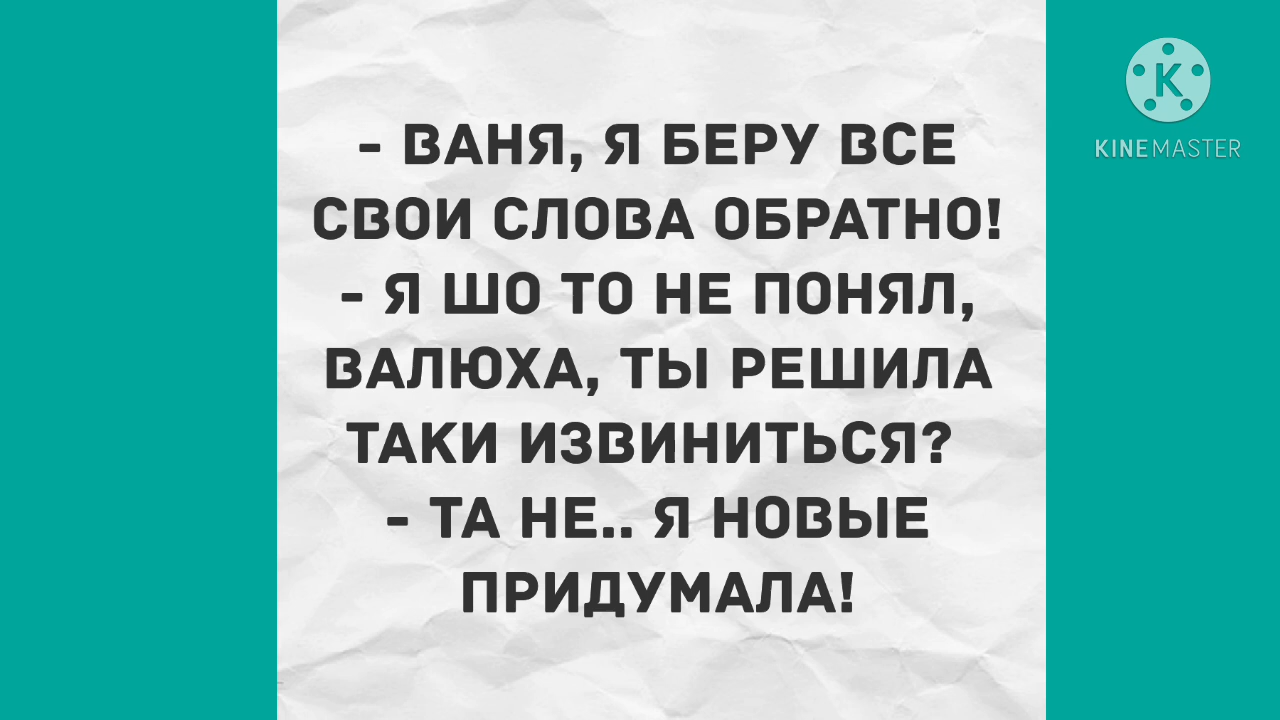 - ВАНЯ, Я БЕРУ ВСЕ
СВОИ СЛОВА ОБРАТНО!
- Я ШО ТО НЕ ПОНЯЛ,
ВАЛЮХА, ТЫ РЕШИЛА
ТАКИ ИЗВИНИТЬСЯ?
- ТА НЕ.. Я НОВЫЕ
ПРИДУМАЛА!
K
KINEMASTER